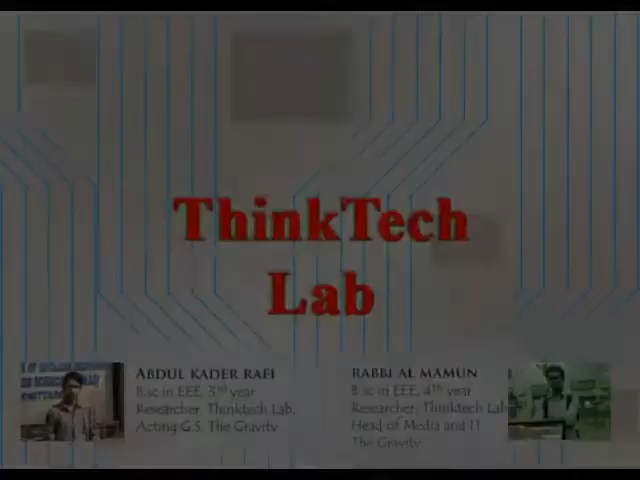 ThinkTech
Lab
ABDUL KADER RAFI
B.sc in EEE, 3rd year
Researcher, Thinktech Lab.
Acting G.S. The Gravity
RABBI AL MAMUN
B.sc in EEE, 4th year
Researcher, Thinktech Lab
Head of Media and IT
The Gravity